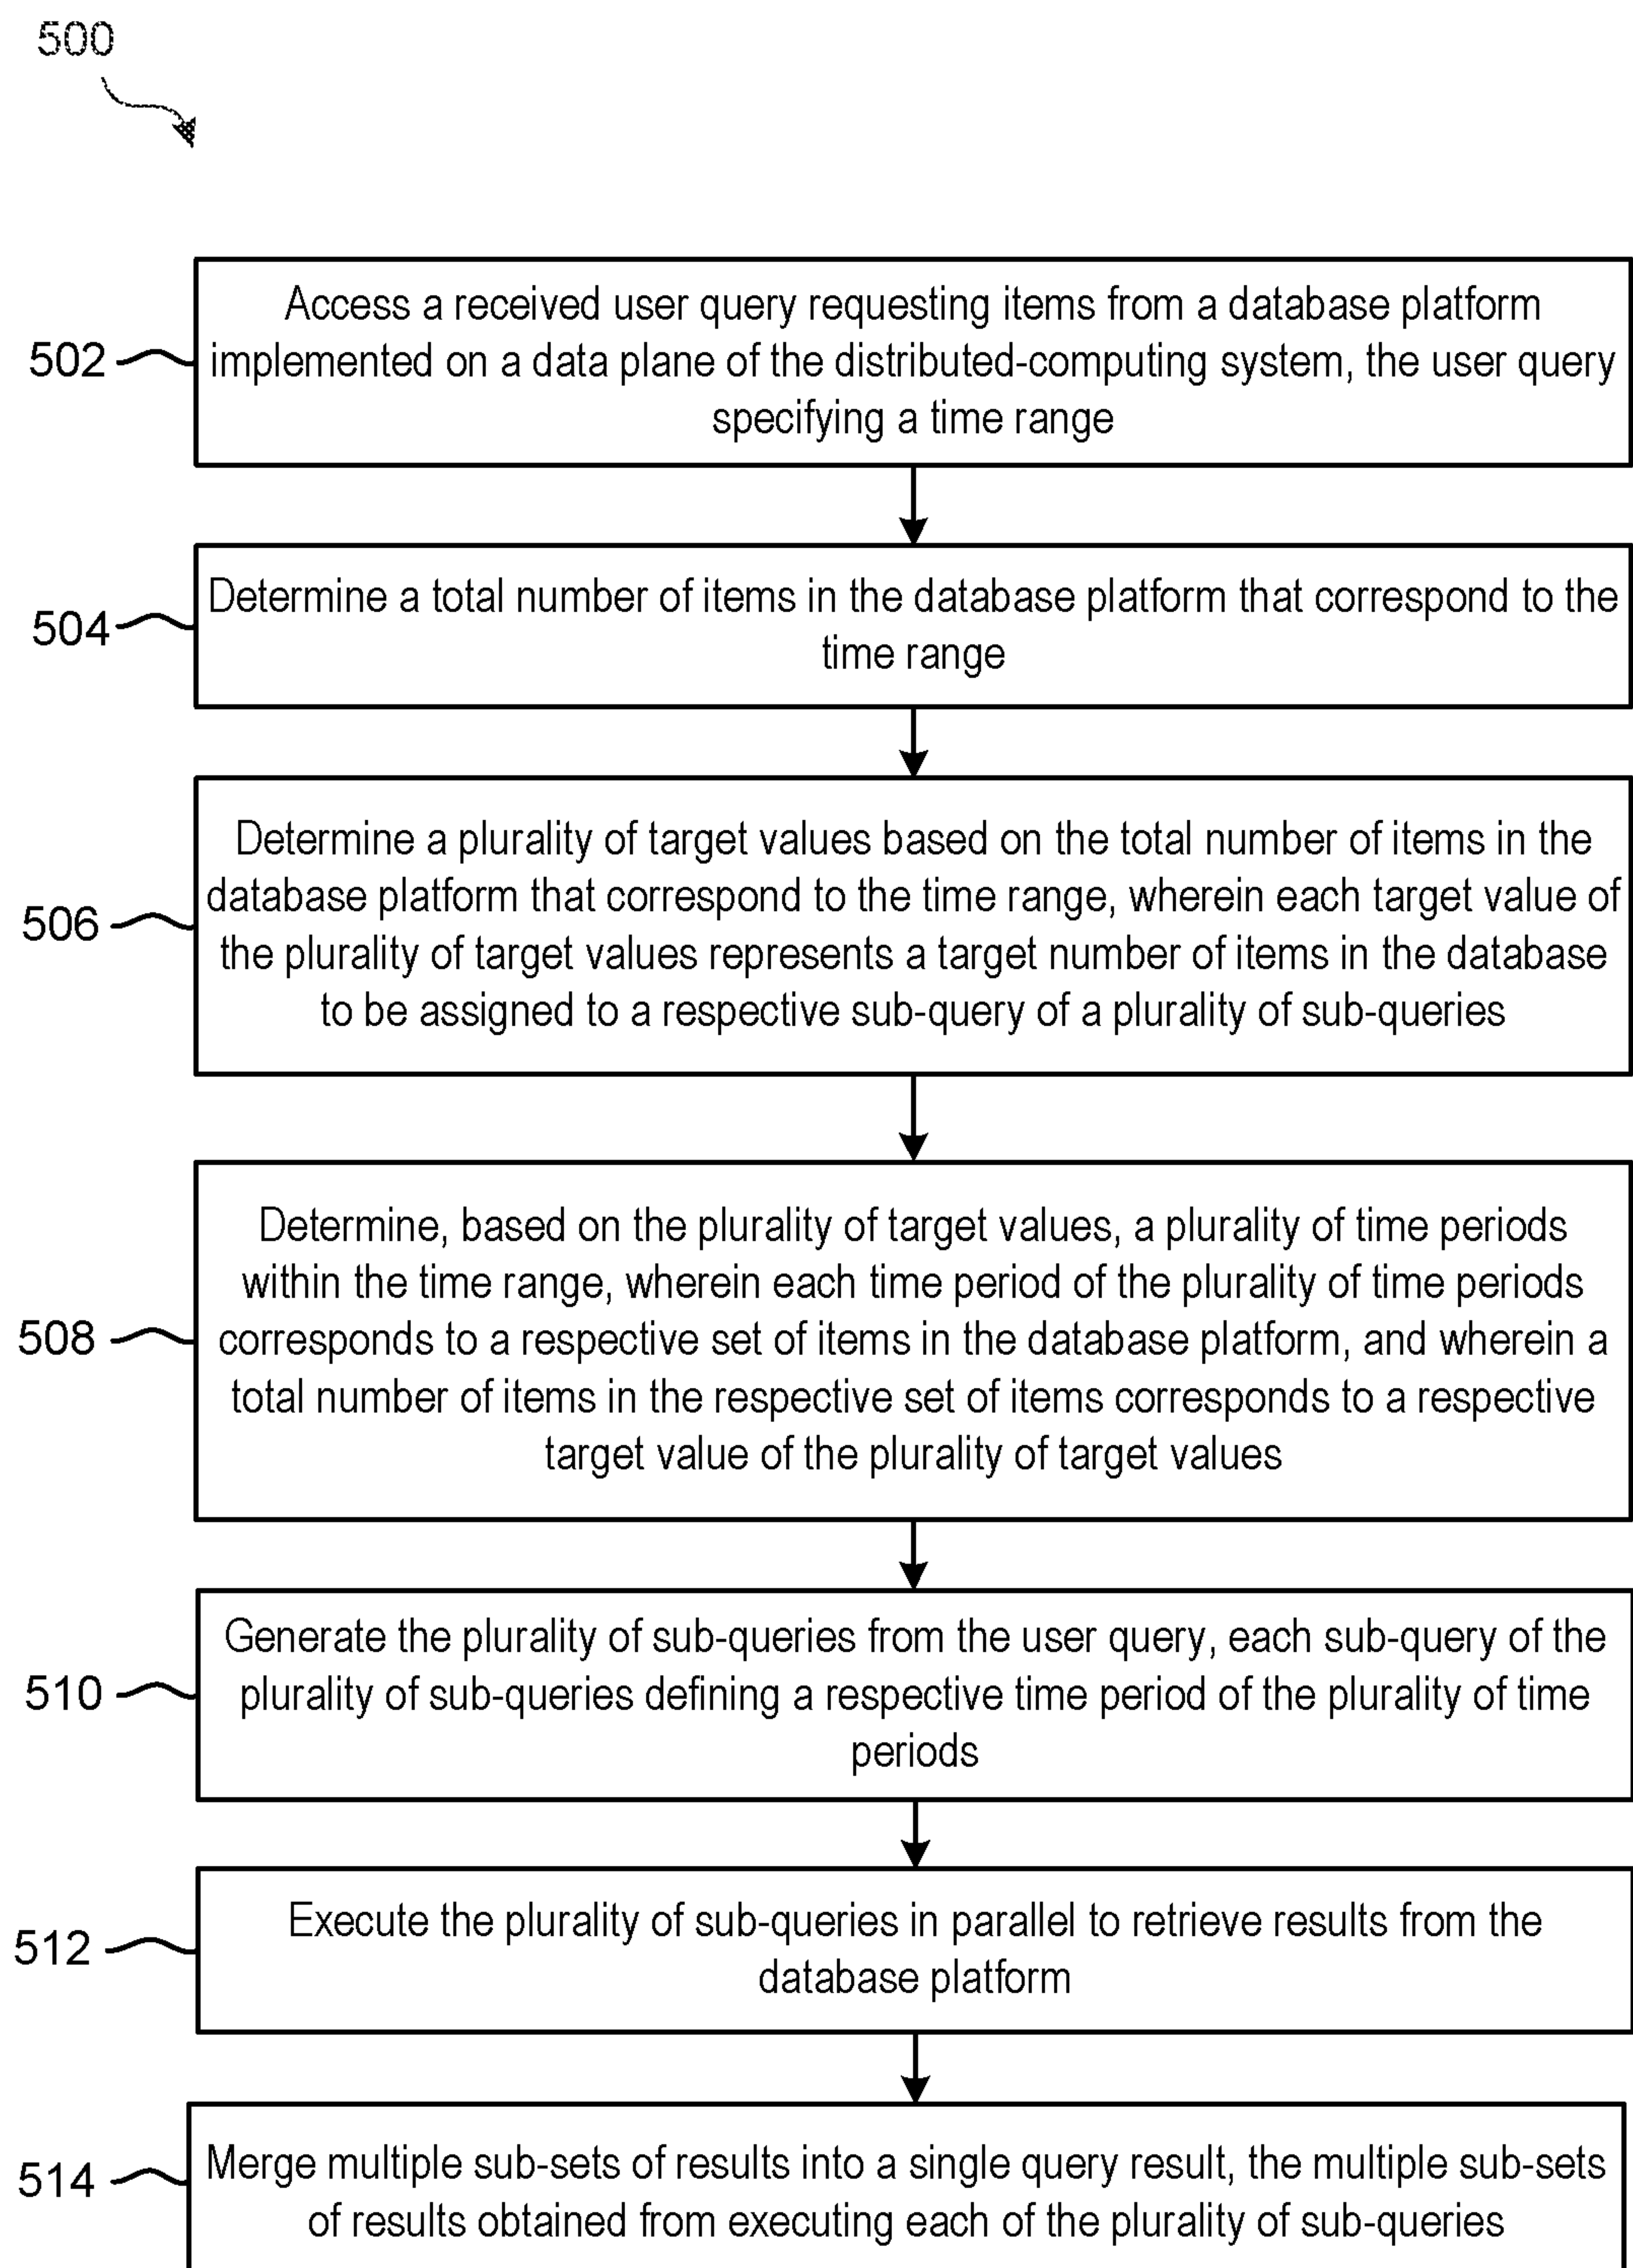 500
502
Access a received user query requesting items from a database platform
implemented on a data plane of the distributed-computing system, the user query
specifying a time range
504
Determine a total number of items in the database platform that correspond to the
time range
506
Determine a plurality of target values based on the total number of items in the
database platform that correspond to the time range, wherein each target value of
the plurality of target values represents a target number of items in the database
to be assigned to a respective sub-query of a plurality of sub-queries
508
Determine, based on the plurality of target values, a plurality of time periods
within the time range, wherein each time period of the plurality of time periods
corresponds to a respective set of items in the database platform, and wherein a
total number of items in the respective set of items corresponds to a respective
target value of the plurality of target values
510
Generate the plurality of sub-queries from the user query, each sub-query of the
plurality of sub-queries defining a respective time period of the plurality of time
periods
512
Execute the plurality of sub-queries in parallel to retrieve results from the
database platform
514
Merge multiple sub-sets of results into a single query result, the multiple sub-sets
of results obtained from executing each of the plurality of sub-queries